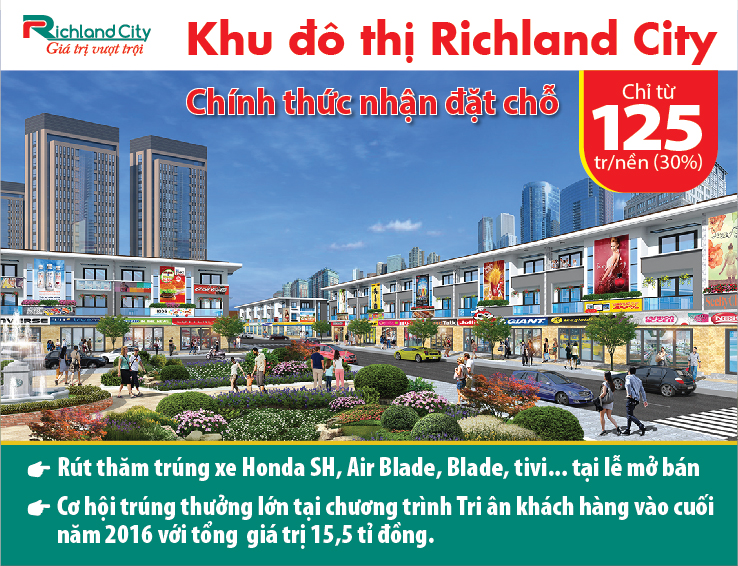 Richland City
Giá trị vượt trội
Khu đô thị Richland City
Chính thức nhận đặt chỗ
Chỉ từ
125
tr/nền (30%)
GIANT
Rút thăm trúng xe Honda SH, Air Blade, Blade, tivi... tại lễ mở bán
Cơ hội trúng thưởng lớn tại chương trình Tri ân khách hàng vào cuối
năm 2016 với tổng giá trị 15,5 tỉ đồng.